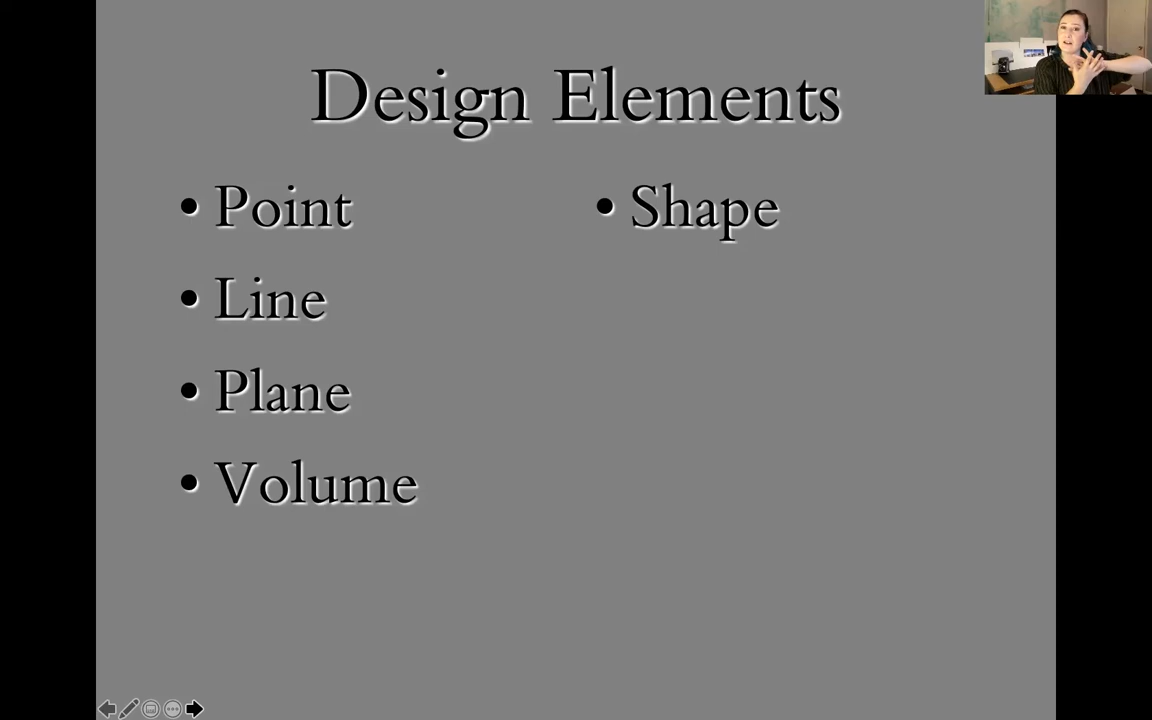 Design Elements
• Point
• Line
• Plane
• Volume
• Shape